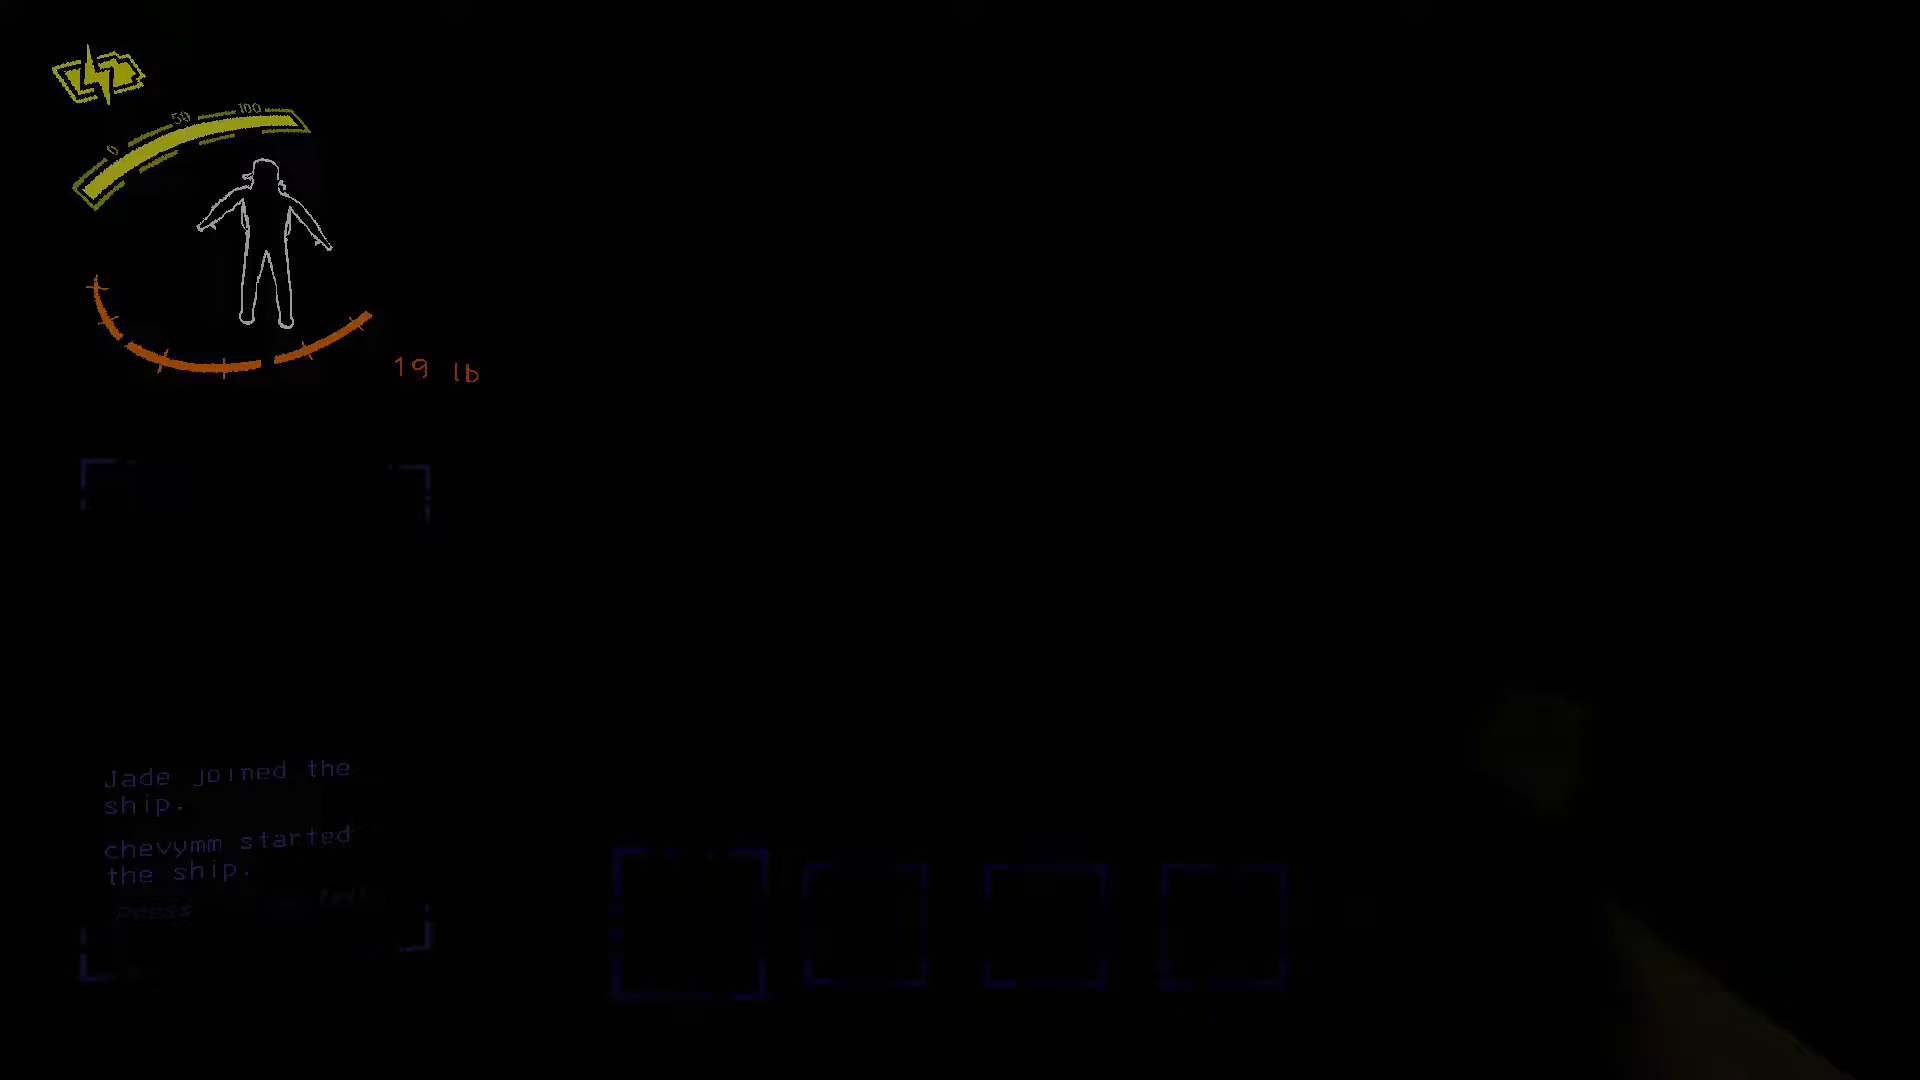 0
50
100
19 lb
Jade joined the
ship.
chevymm started
the ship.